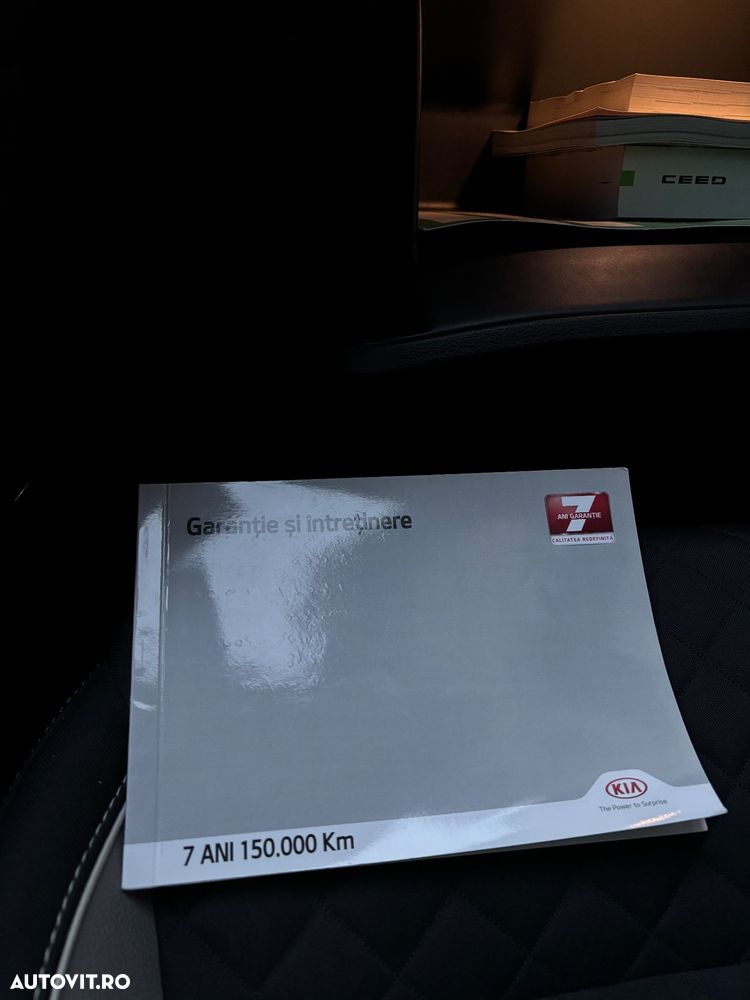 CEED
Garanție și întreținere
7
ANI GARANȚIE
CALITATEA REDEFINITĂ
KIA
The Power to Surprise
7 ANI 150.000 Km
AUTOVIT.RO